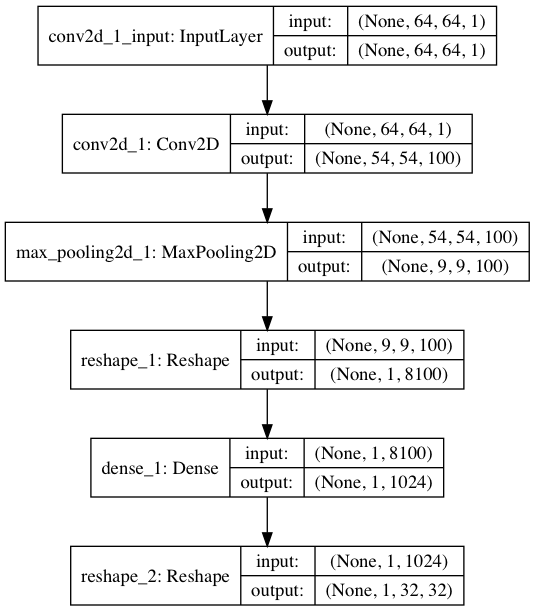 conv2d_1_input: InputLayer
input: (None, 64, 64, 1)
output: (None, 64, 64, 1)
conv2d_1: Conv2D
input: (None, 64, 64, 1)
output: (None, 54, 54, 100)
max_pooling2d_1: MaxPooling2D
input: (None, 54, 54, 100)
output: (None, 9, 9, 100)
reshape_1: Reshape
input: (None, 9, 9, 100)
output: (None, 1, 8100)
dense_1: Dense
input: (None, 1, 8100)
output: (None, 1, 1024)
reshape_2: Reshape
input: (None, 1, 1024)
output: (None, 1, 32, 32)